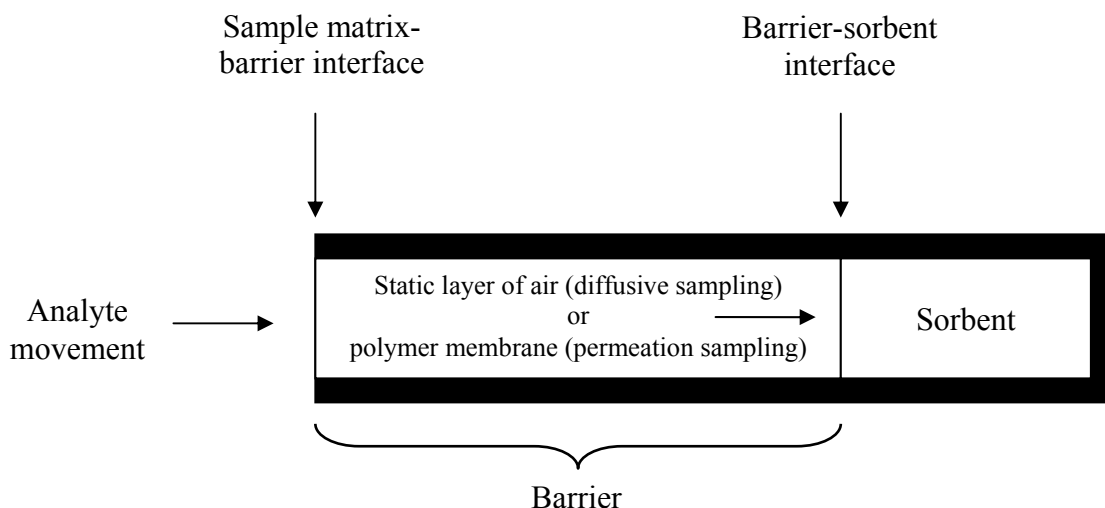 Sample matrix-
barrier interface
Barrier-sorbent
interface
Analyte
movement
Static layer of air (diffusive sampling)
or
polymer membrane (permeation sampling)
Sorbent
Barrier